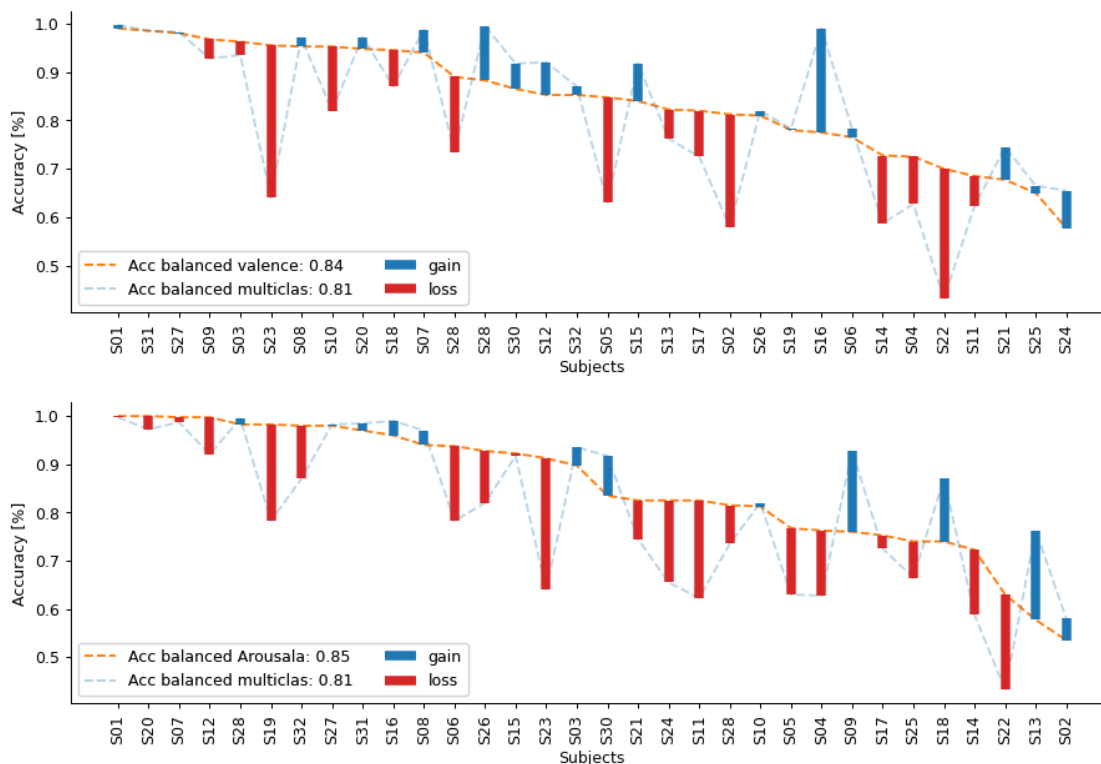 1.0
0.9
0.8
0.7
0.6
0.5
Accuracy [%]
Acc balanced valence: 0.84
Acc balanced multiclas: 0.81
gain
loss
S01 S31 S27 S09 S03 S23 S08 S10 S20 S18 S07 S28 S28 S30 S12 S32 S05 S15 S13 S17 S02 S26 S19 S16 S06 S14 S04 S22 S11 S21 S25 S24
Subjects
1.0
0.9
0.8
0.7
0.6
0.5
Accuracy [%]
Acc balanced Arousala: 0.85
Acc balanced multiclas: 0.81
gain
loss
S01 S20 S07 S12 S28 S19 S32 S27 S31 S16 S08 S06 S26 S15 S23 S03 S30 S21 S24 S11 S28 S10 S05 S04 S09 S17 S25 S18 S14 S22 S13 S02
Subjects